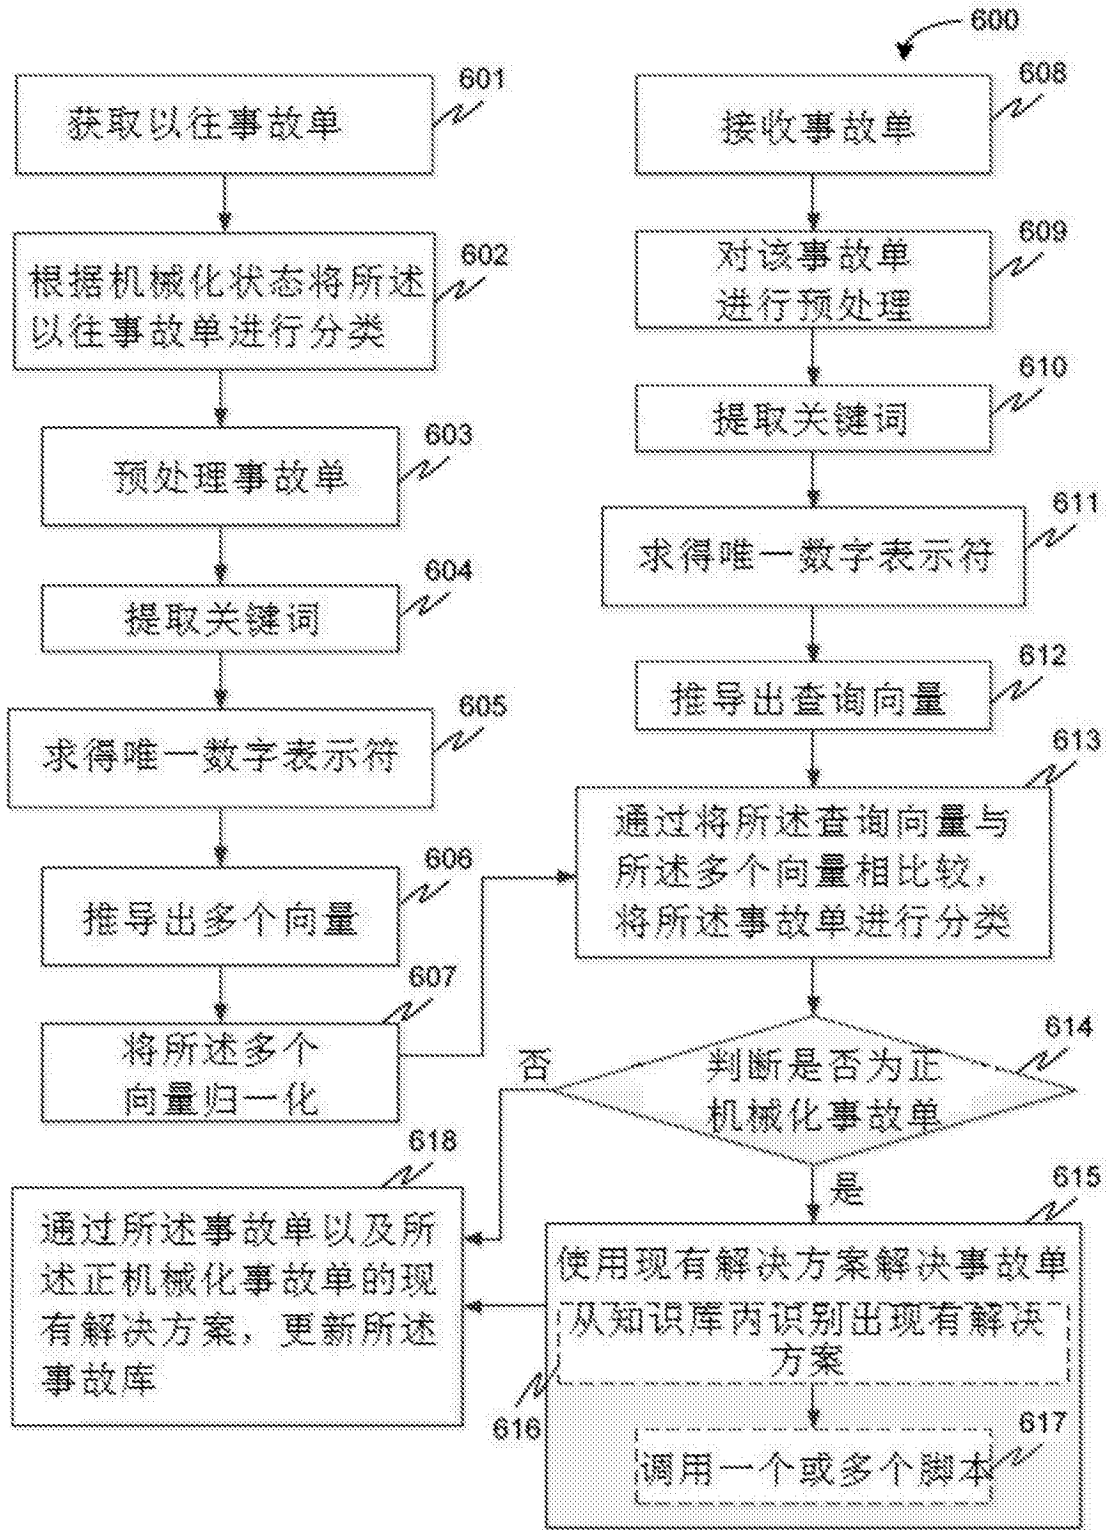 600
601
获取以往事故单
602
根据机械化状态将所述
以往事故单进行分类
603
预处理事故单
604
提取关键词
605
求得唯一数字表示符
606
推导出多个向量
607
将所述多个
向量归一化
608
接收事故单
609
对该事故单
进行预处理
610
提取关键词
611
求得唯一数字表示符
612
推导出查询向量
613
通过将所述查询向量与
所述多个向量相比较,
将所述事故单进行分类
614
判断是否为正
机械化事故单
否
是
615
使用现有解决方案解决事故单
从知识库内识别出现有解决
方案
616
617
调用一个或多个脚本
618
通过所述事故单以及所
述正机械化事故单的现
有解决方案，更新所述
事故库